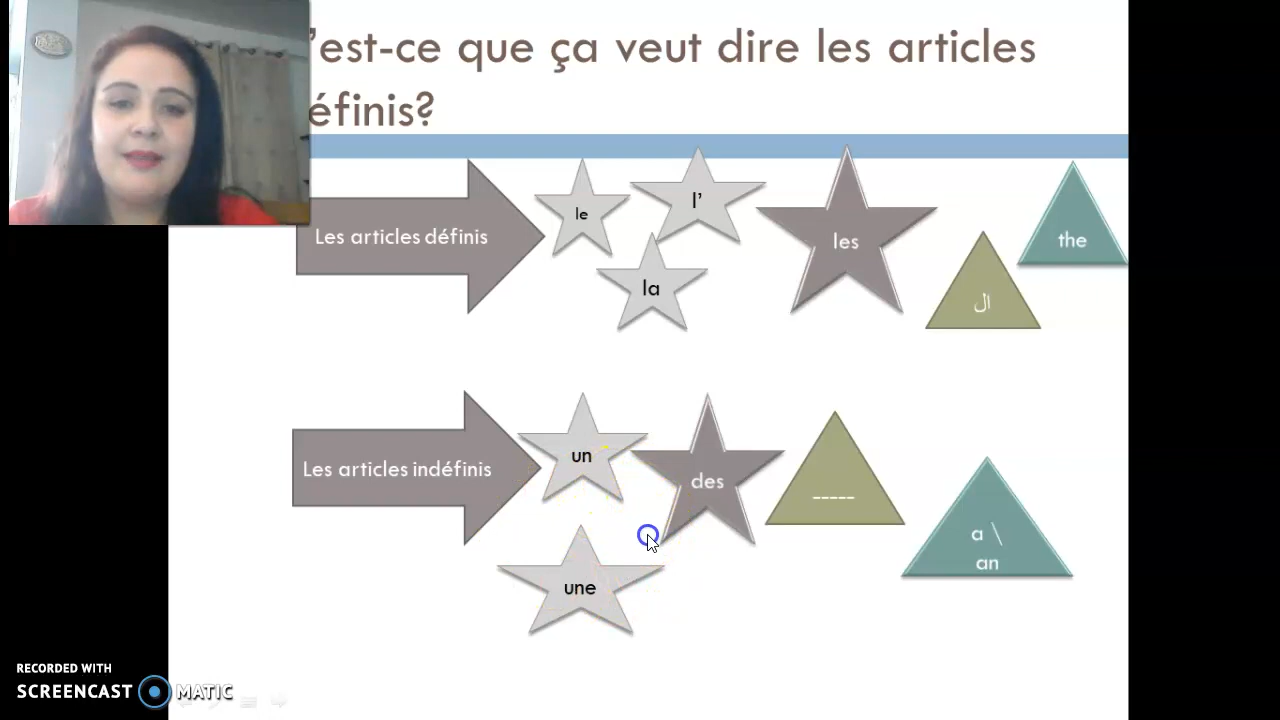 'est-ce que ça veut dire les articles
éfinis?
Les articles définis
le
l'
la
les
ال
the
Les articles indéfinis
un
une
des
-----
a \
an
RECORDED WITH
SCREENCAST MATIC